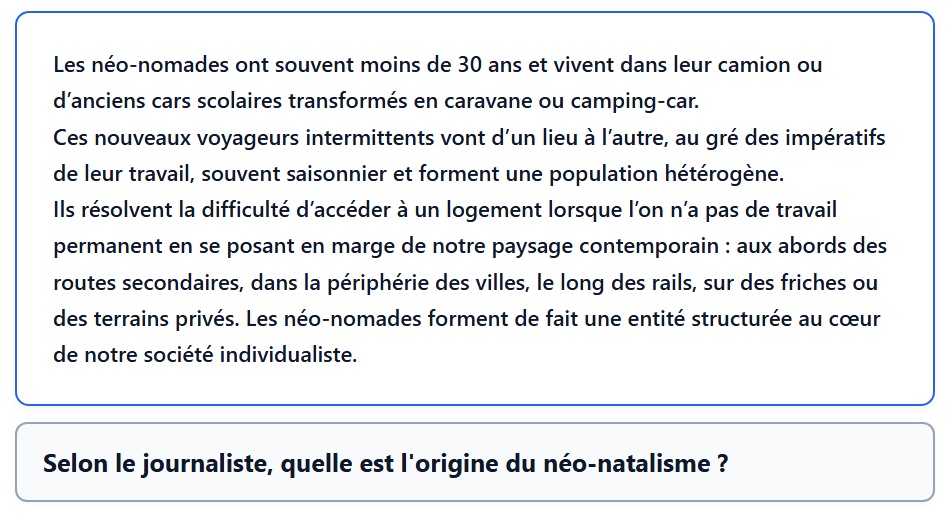 Les néo-nomades ont souvent moins de 30 ans et vivent dans leur camion ou
d’anciens cars scolaires transformés en caravane ou camping-car.
Ces nouveaux voyageurs intermittents vont d’un lieu à l’autre, au gré des impératifs
de leur travail, souvent saisonnier et forment une population hétérogène.
Ils résolvent la difficulté d’accéder à un logement lorsque l’on n’a pas de travail
permanent en se posant en marge de notre paysage contemporain : aux abords des
routes secondaires, dans la périphérie des villes, le long des rails, sur des friches ou
des terrains privés. Les néo-nomades forment de fait une entité structurée au cœur
de notre société individualiste.
Selon le journaliste, quelle est l'origine du néo-natalisme ?